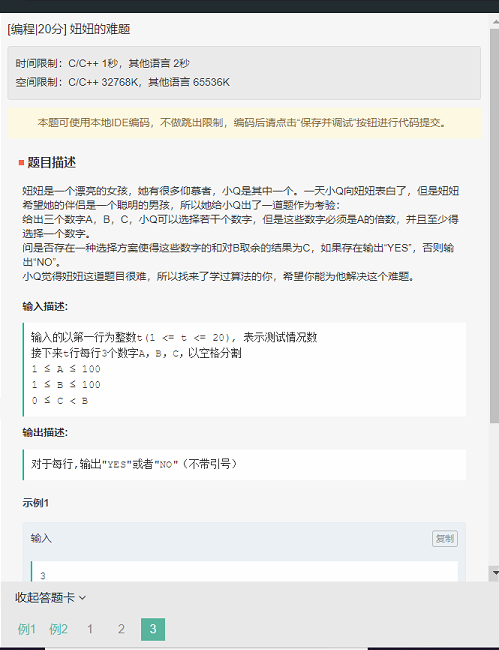 [编程|20分] 妞妞的难题
时间限制：C/C++ 1秒，其他语言 2秒
空间限制：C/C++ 32768K，其他语言 65536K
本题可使用本地IDE编码，不做跳出限制，编码后请点击“保存并调试”按钮进行代码提交。
题目描述
妞妞是一个漂亮的女孩，她有很多仰慕者，小Q是其中一个。一天小Q向妞妞表白了，但是妞妞
希望她的伴侣是一个聪明的男孩，所以她给小Q出了一道题作为考验：
给出三个数字A，B，C，小Q可以选择若干个数字，但是这些数字必须是A的倍数，并且至少得
选择一个数字。
问是否存在一种选择方案使得这些数字的和对B取余的结果为C，如果存在输出“YES”，否则输
出“NO”。
小Q觉得妞妞这道题目很难，所以找来了学过算法的你，希望你能为他解决这个难题。
输入描述:
输入的以第一行为整数t(1 <= t <= 20), 表示测试情况数
接下来t行每行3个数字A，B，C，以空格分割
1 ≤ A ≤ 100
1 ≤ B ≤ 100
0 ≤ C < B
输出描述:
对于每行,输出"YES"或者"NO"（不带引号）
示例1
输入
复制
3
收起答题卡
例1 例2 1 2 3